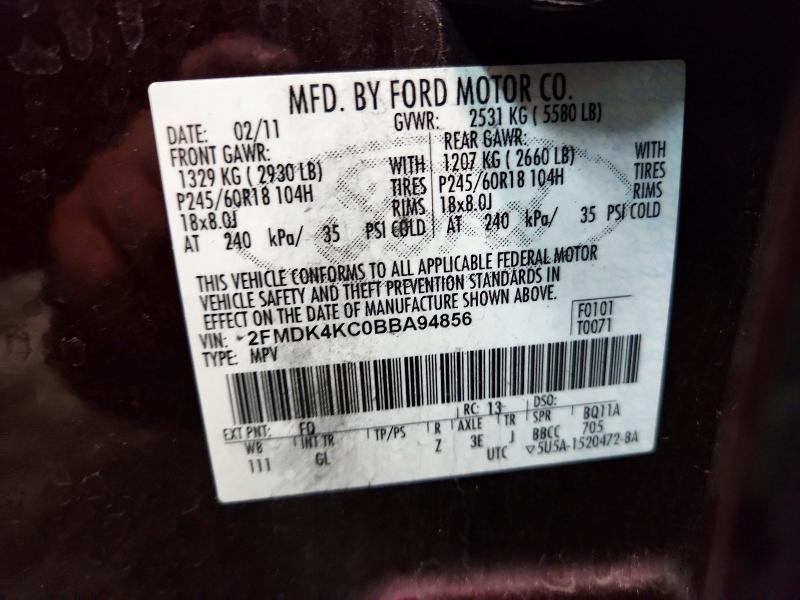 MFD. BY FORD MOTOR CO.
DATE: 02/11 GVWR: 2531 KG ( 5580 LB)
FRONT GAWR: REAR GAWR:
1329 KG ( 2930 LB) WITH 1207 KG ( 2660 LB) WITH
P245/60R18 104H TIRES P245/60R18 104H TIRES
18x8.0J RIMS 18x8.0J RIMS
AT 240 kPa/ 35 PSI COLD AT 240 kPa/ 35 PSI COLD
THIS VEHICLE CONFORMS TO ALL APPLICABLE FEDERAL MOTOR
VEHICLE SAFETY AND THEFT PREVENTION STANDARDS IN
EFFECT ON THE DATE OF MANUFACTURE SHOWN ABOVE.
VIN: 2FMDK4KC0BBA94856 F0101
TYPE: MPV T0071
EXT PNT: RC: 13 DSO:
WB INT TR TP/PS R AXLE TR SPR BQ11A
111 GL Z 3E J BBCC 705
UTC ▽5U5A-1520472-BA